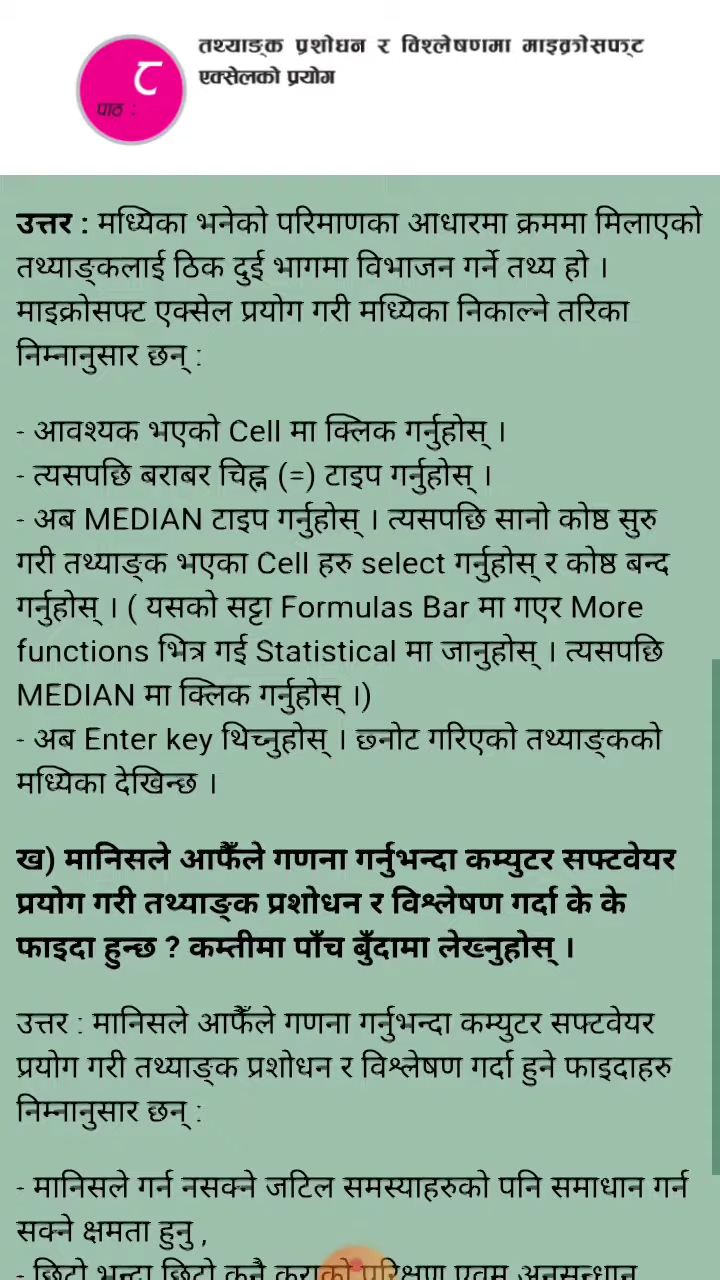 तथ्याङ्क प्रशोधन र विश्लेषणमा माइक्रोसफ्ट
एक्सेलको प्रयोग
८
पाठ :
उत्तर : मध्यिका भनेको परिमाणका आधारमा क्रममा मिलाएको
तथ्याङ्कलाई ठिक दुई भागमा विभाजन गर्ने तथ्य हो ।
माइक्रोसफ्ट एक्सेल प्रयोग गरी मध्यिका निकाल्ने तरिका
निम्नानुसार छन् :
- आवश्यक भएको Cell मा क्लिक गर्नुहोस् ।
- त्यसपछि बराबर चिह्न (=) टाइप गर्नुहोस् ।
- अब MEDIAN टाइप गर्नुहोस् । त्यसपछि सानो कोष्ठ सुरु
गरी तथ्याङ्क भएका Cell हरु select गर्नुहोस् र कोष्ठ बन्द
गर्नुहोस् । ( यसको सट्टा Formulas Bar मा गएर More
functions भित्र गई Statistical मा जानुहोस् । त्यसपछि
MEDIAN मा क्लिक गर्नुहोस् ।)
- अब Enter key थिच्नुहोस् । छनोट गरिएको तथ्याङ्कको
मध्यिका देखिन्छ ।
ख) मानिसले आफैँले गणना गर्नुभन्दा कम्युटर सफ्टवेयर
प्रयोग गरी तथ्याङ्क प्रशोधन र विश्लेषण गर्दा के के
फाइदा हुन्छ ? कम्तीमा पाँच बुँदामा लेख्नुहोस् ।
उत्तर : मानिसले आफैँले गणना गर्नुभन्दा कम्युटर सफ्टवेयर
प्रयोग गरी तथ्याङ्क प्रशोधन र विश्लेषण गर्दा हुने फाइदाहरु
निम्नानुसार छन् :
- मानिसले गर्न नसक्ने जटिल समस्याहरुको पनि समाधान गर्न
सक्ने क्षमता हुनु ,
- छिटो भन्दा छिटो कुनै कुराको परिक्षण एवम अनुसन्धान